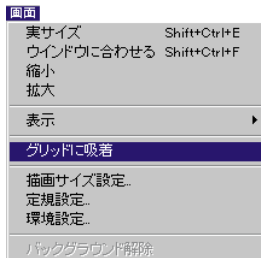 画面
実サイズ Shift+Ctrl+E
ウインドウに合わせる Shift+Ctrl+F
縮小
拡大
表示
グリッドに吸着
描画サイズ設定...
定規設定...
環境設定...
バックグラウンド解除